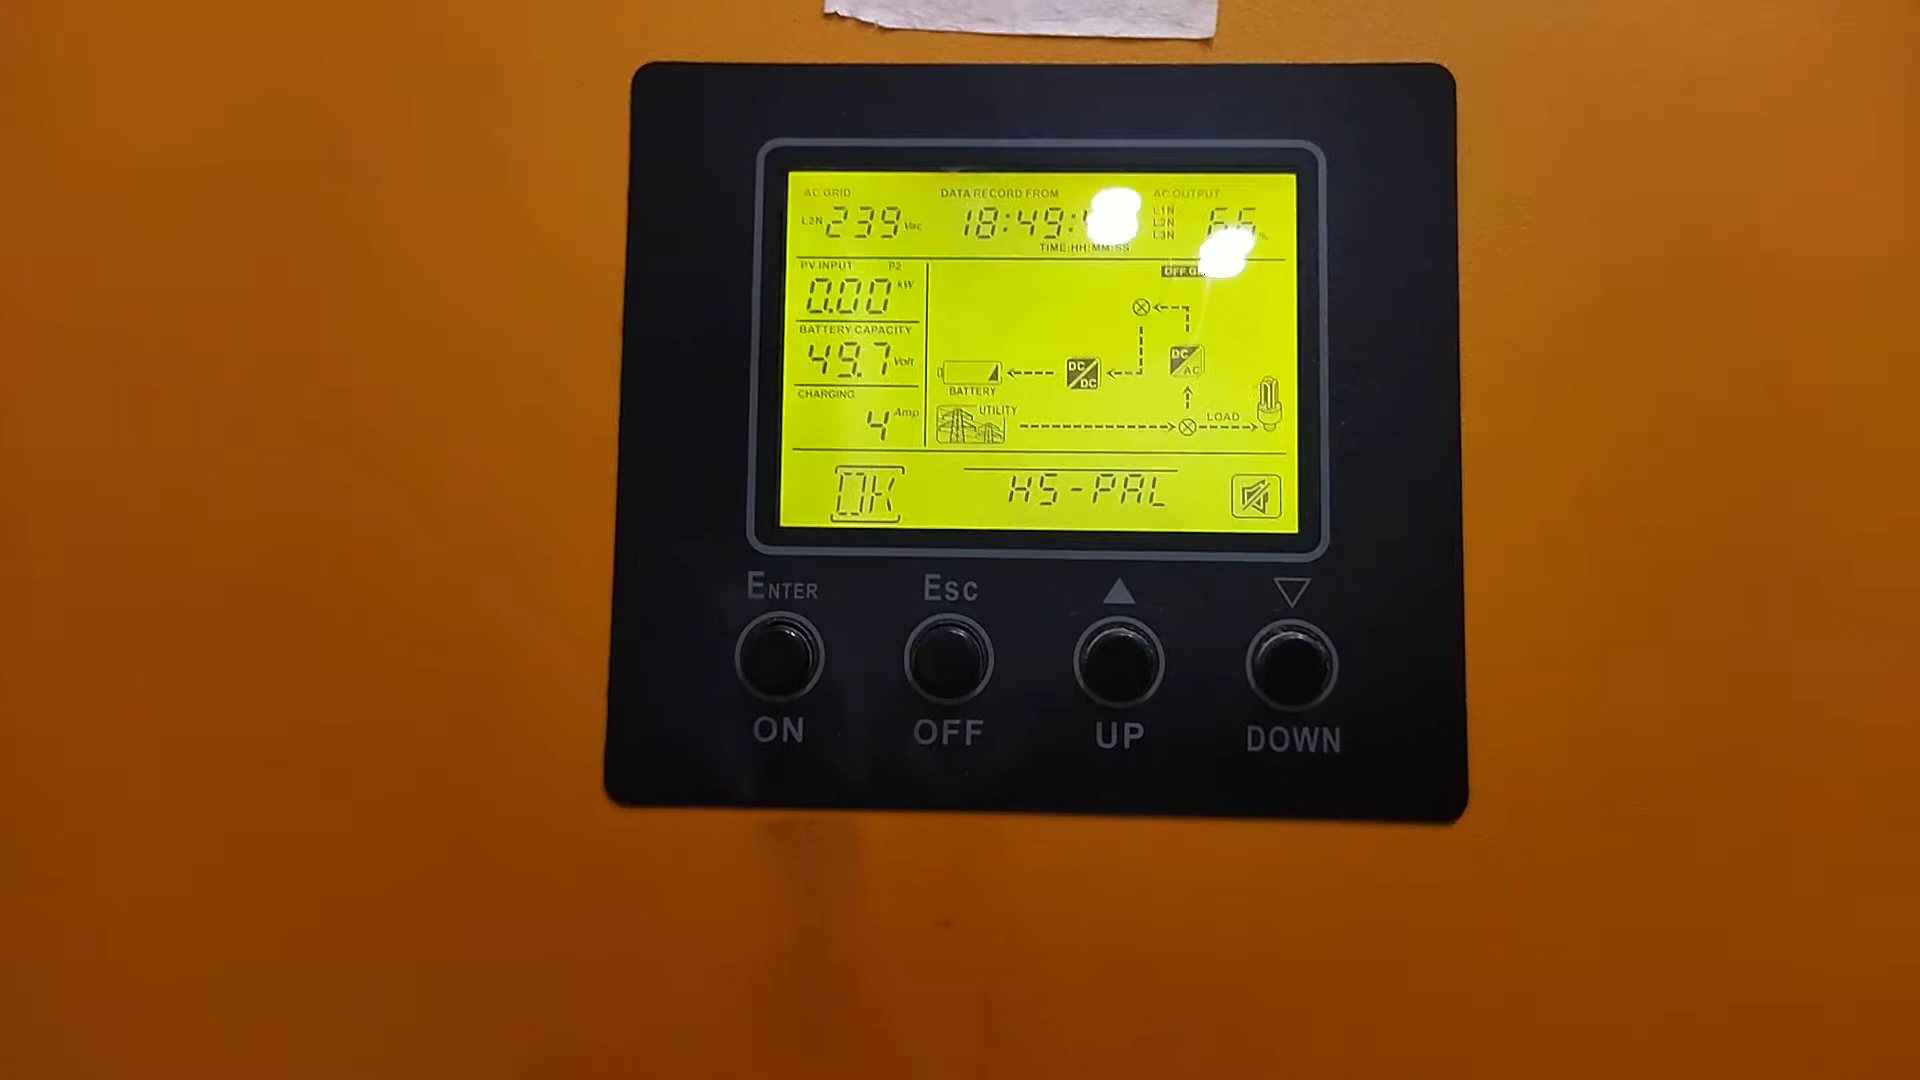 AC GRID
DATA RECORD FROM
AC OUTPUT
L2N 239 Vac
18:49:
L1N
L2N
L3N
TIME:HH:MM:SS
PV INPUT P2
0.00 kW
BATTERY CAPACITY
49.7 Volt
CHARGING
4 Amp
DC
AC
DC
DC
BATTERY
UTILITY
LOAD
OK
HS-PAL
ENTER
ESC
ON
OFF
UP
DOWN